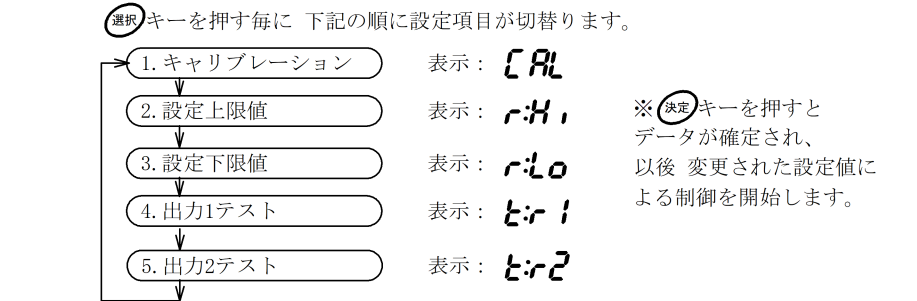 選択キーを押す毎に 下記の順に設定項目が切替ります。
1.キャリブレーション 表示： CAL
2.設定上限値 表示： r:Hi
3.設定下限値 表示： r:Lo
4.出力1テスト 表示： t:r1
5.出力2テスト 表示： t:r2
※決定キーを押すと
データが確定され、
以後 変更された設定値に
よる制御を開始します。